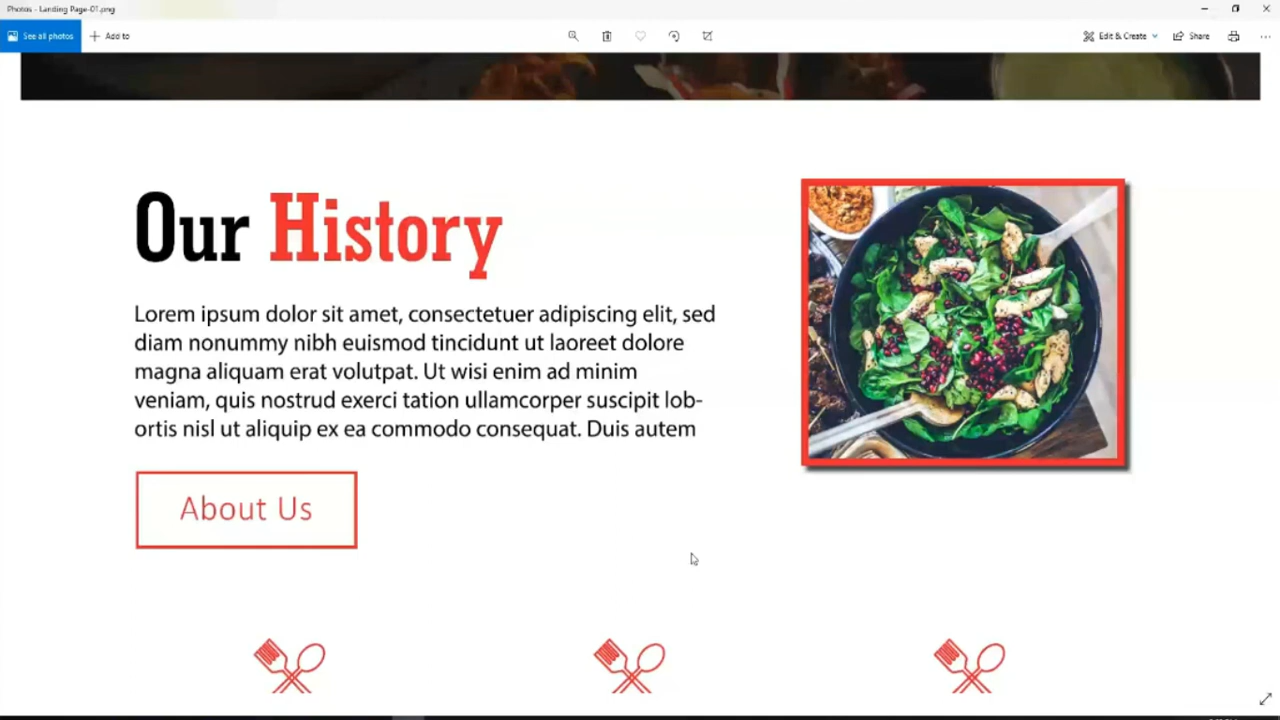 Photos - Landing Page-01.png
See all photos
Add to
Edit & Create
Share
Our History
Lorem ipsum dolor sit amet, consectetuer adipiscing elit, sed
diam nonummy nibh euismod tincidunt ut laoreet dolore
magna aliquam erat volutpat. Ut wisi enim ad minim
veniam, quis nostrud exerci tation ullamcorper suscipit lob-
ortis nisl ut aliquip ex ea commodo consequat. Duis autem
About Us